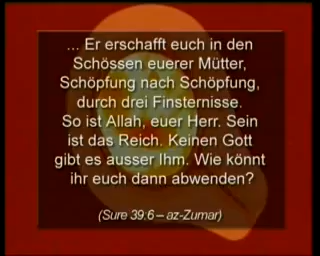 ... Er erschafft euch in den
Schössen euerer Mütter,
Schöpfung nach Schöpfung,
durch drei Finsternisse.
So ist Allah, euer Herr. Sein
ist das Reich. Keinen Gott
gibt es ausser Ihm. Wie könnt
ihr euch dann abwenden?
(Sure 39:6 – az-Zumar)